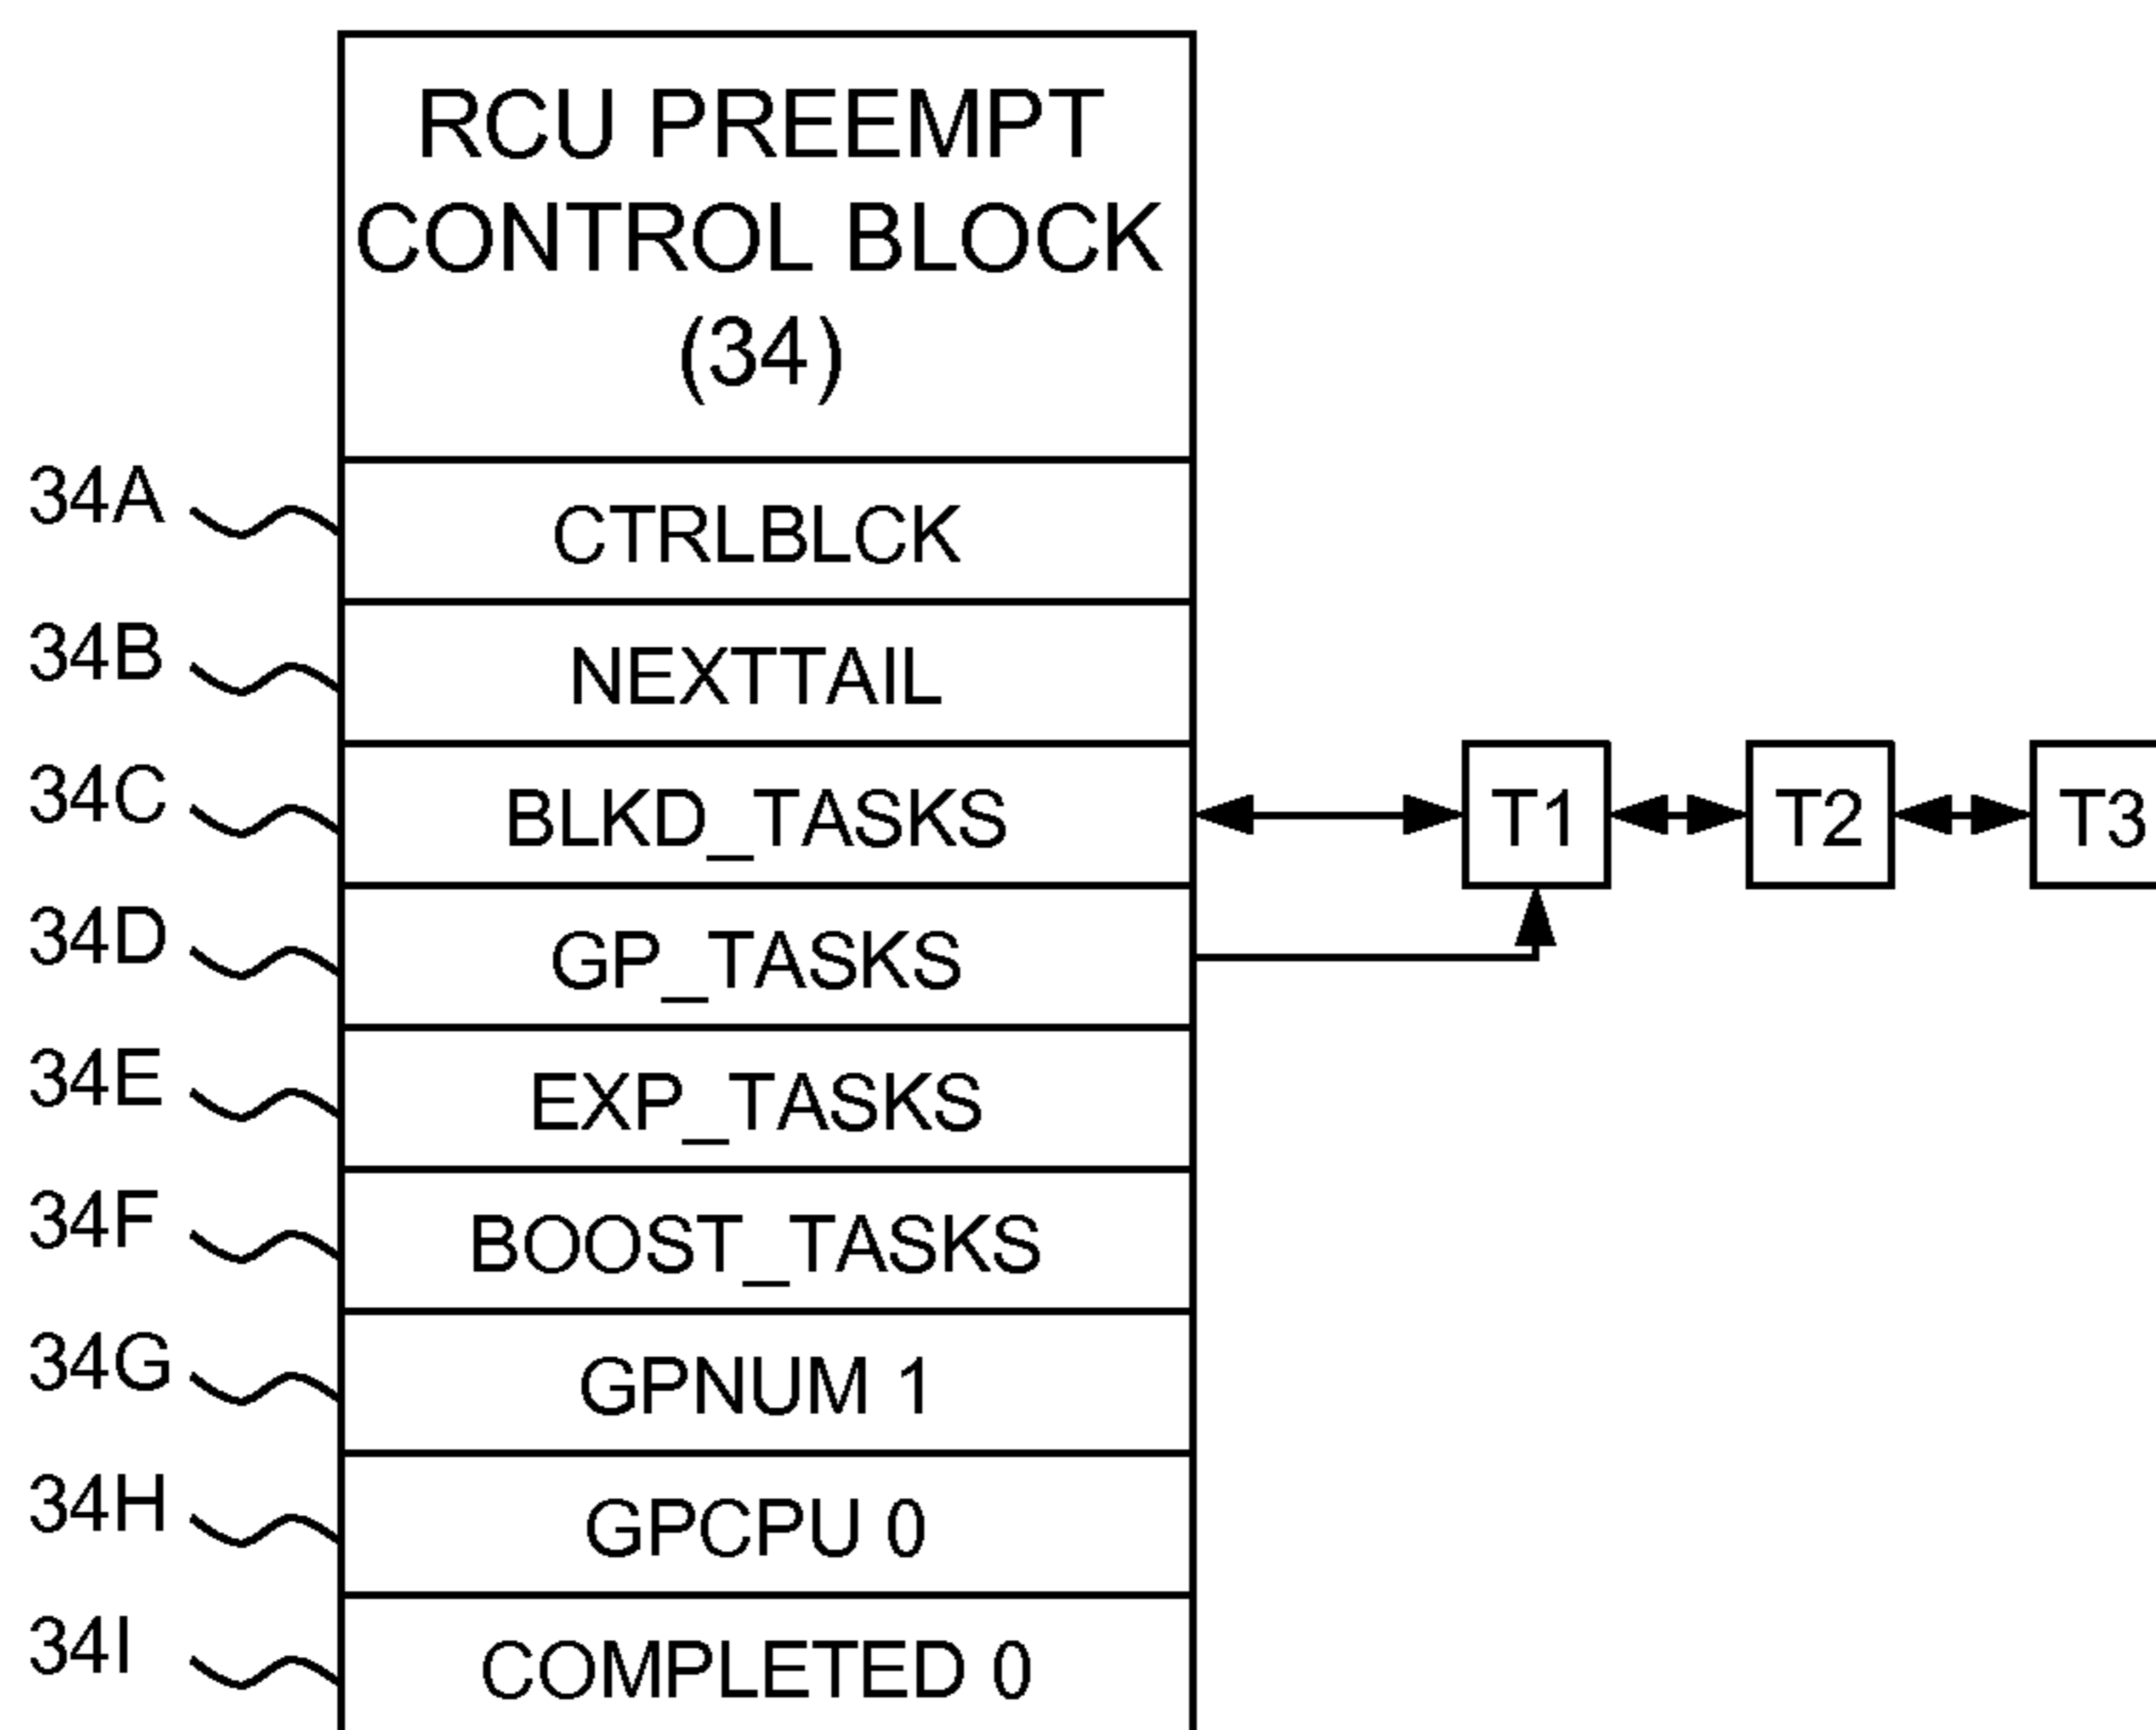 RCU PREEMPT
CONTROL BLOCK
(34)
34A CTRLBLCK
34B NEXTTAIL
34C BLKD_TASKS T1 T2 T3
34D GP_TASKS
34E EXP_TASKS
34F BOOST_TASKS
34G GPNUM 1
34H GPCPU 0
34I COMPLETED 0